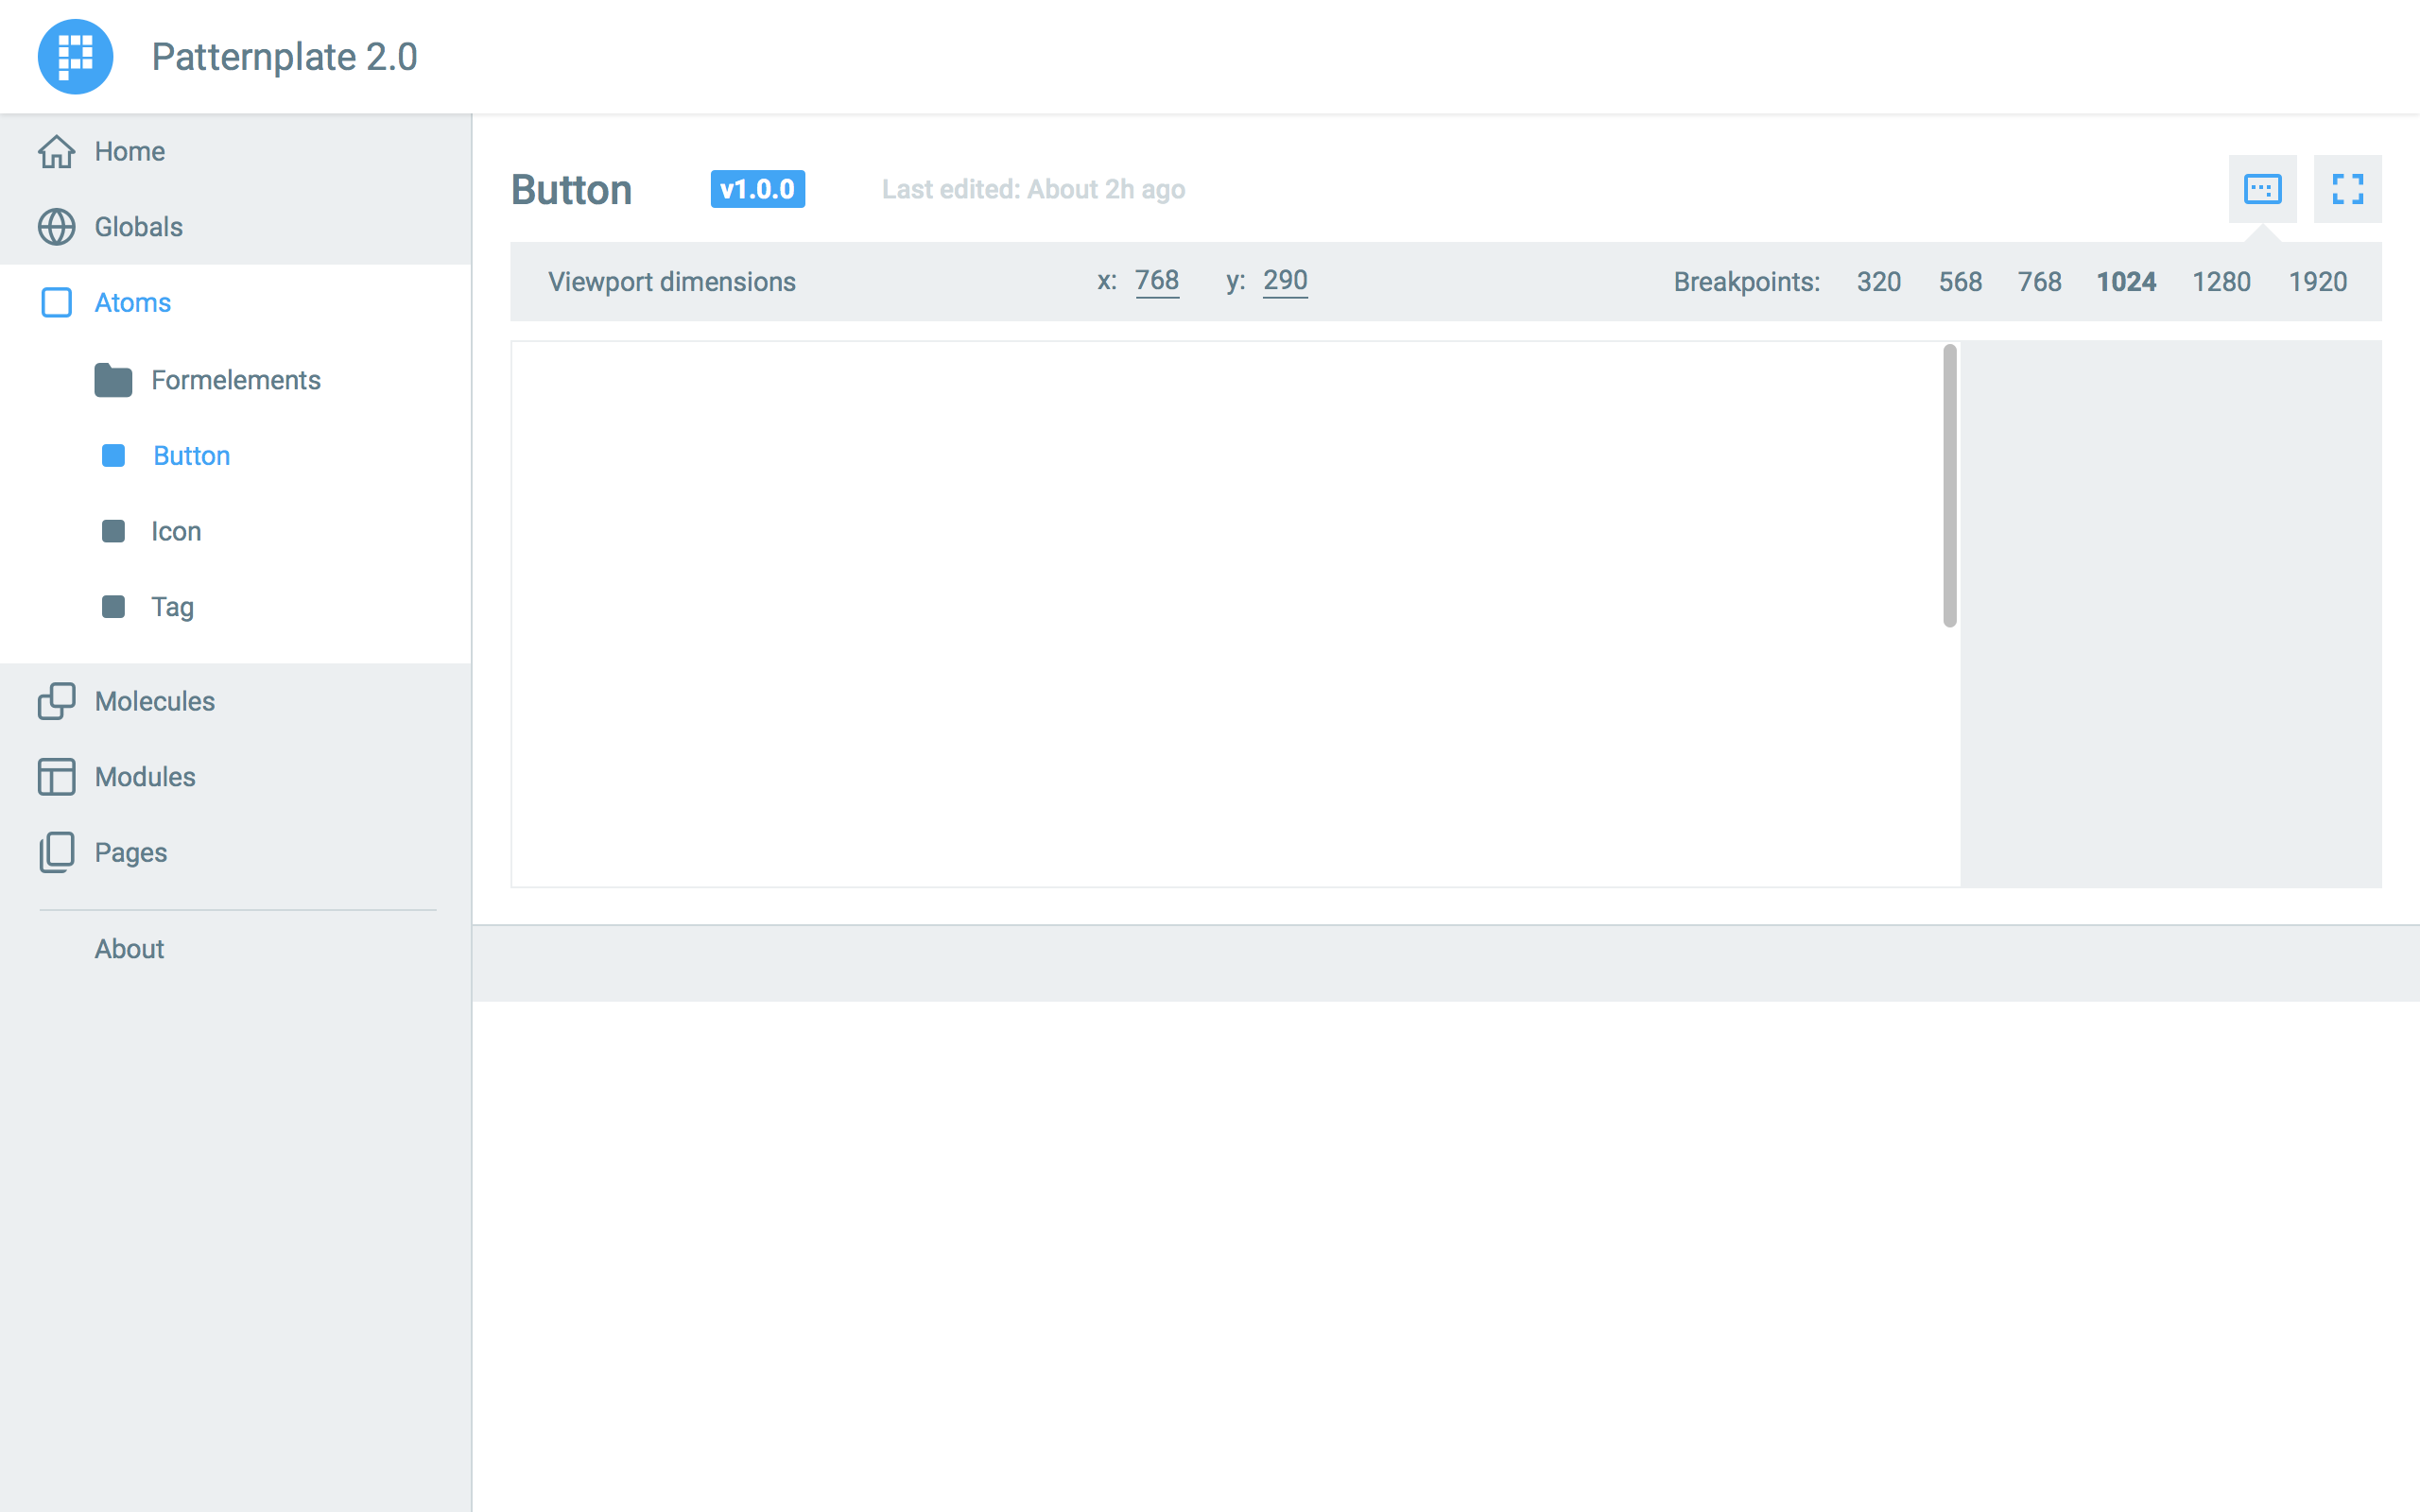 Patternplate 2.0
Home
Globals
Atoms
Formelements
Button
Icon
Tag
Molecules
Modules
Pages
About
Button v1.0.0 Last edited: About 2h ago
Viewport dimensions x: 768 y: 290 Breakpoints: 320 568 768 1024 1280 1920